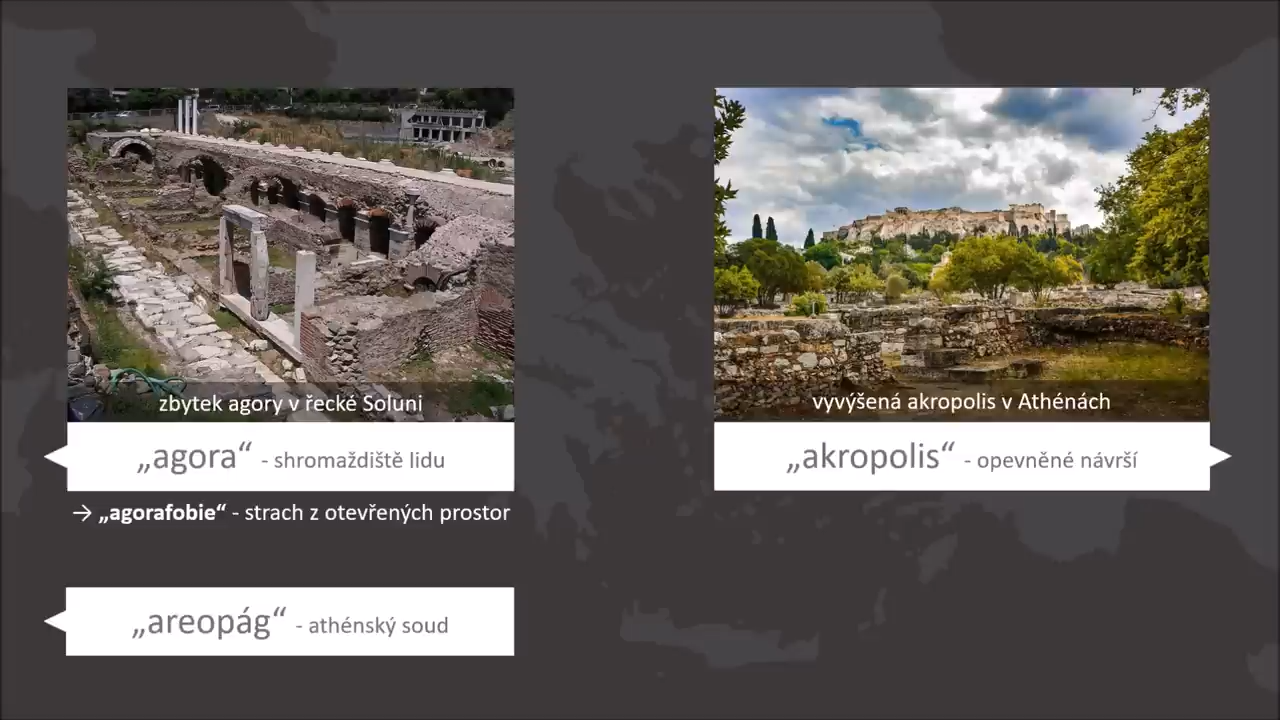 zbytek agory v řecké Soluni
„agora“ - shromaždiště lidu
→ „agorafobie“ - strach z otevřených prostor
„areopág“ - athénský soud
vyvýšená akropolis v Athénách
„akropolis“ - opevněné návrší